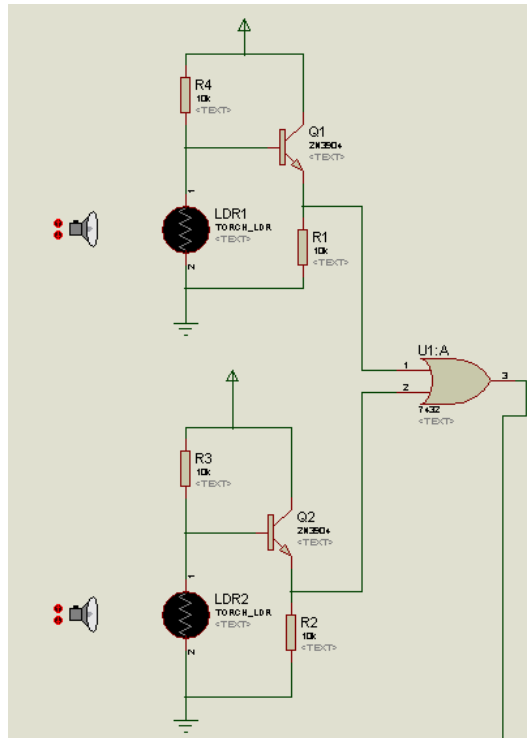 R4
10k
<TEXT>
Q1
2N3904
<TEXT>
1
LDR1
TORCH_LDR
<TEXT>
2
R1
10k
<TEXT>
U1:A
1
2
3
7432
<TEXT>
R3
10k
<TEXT>
Q2
2N3904
<TEXT>
1
LDR2
TORCH_LDR
<TEXT>
2
R2
10k
<TEXT>